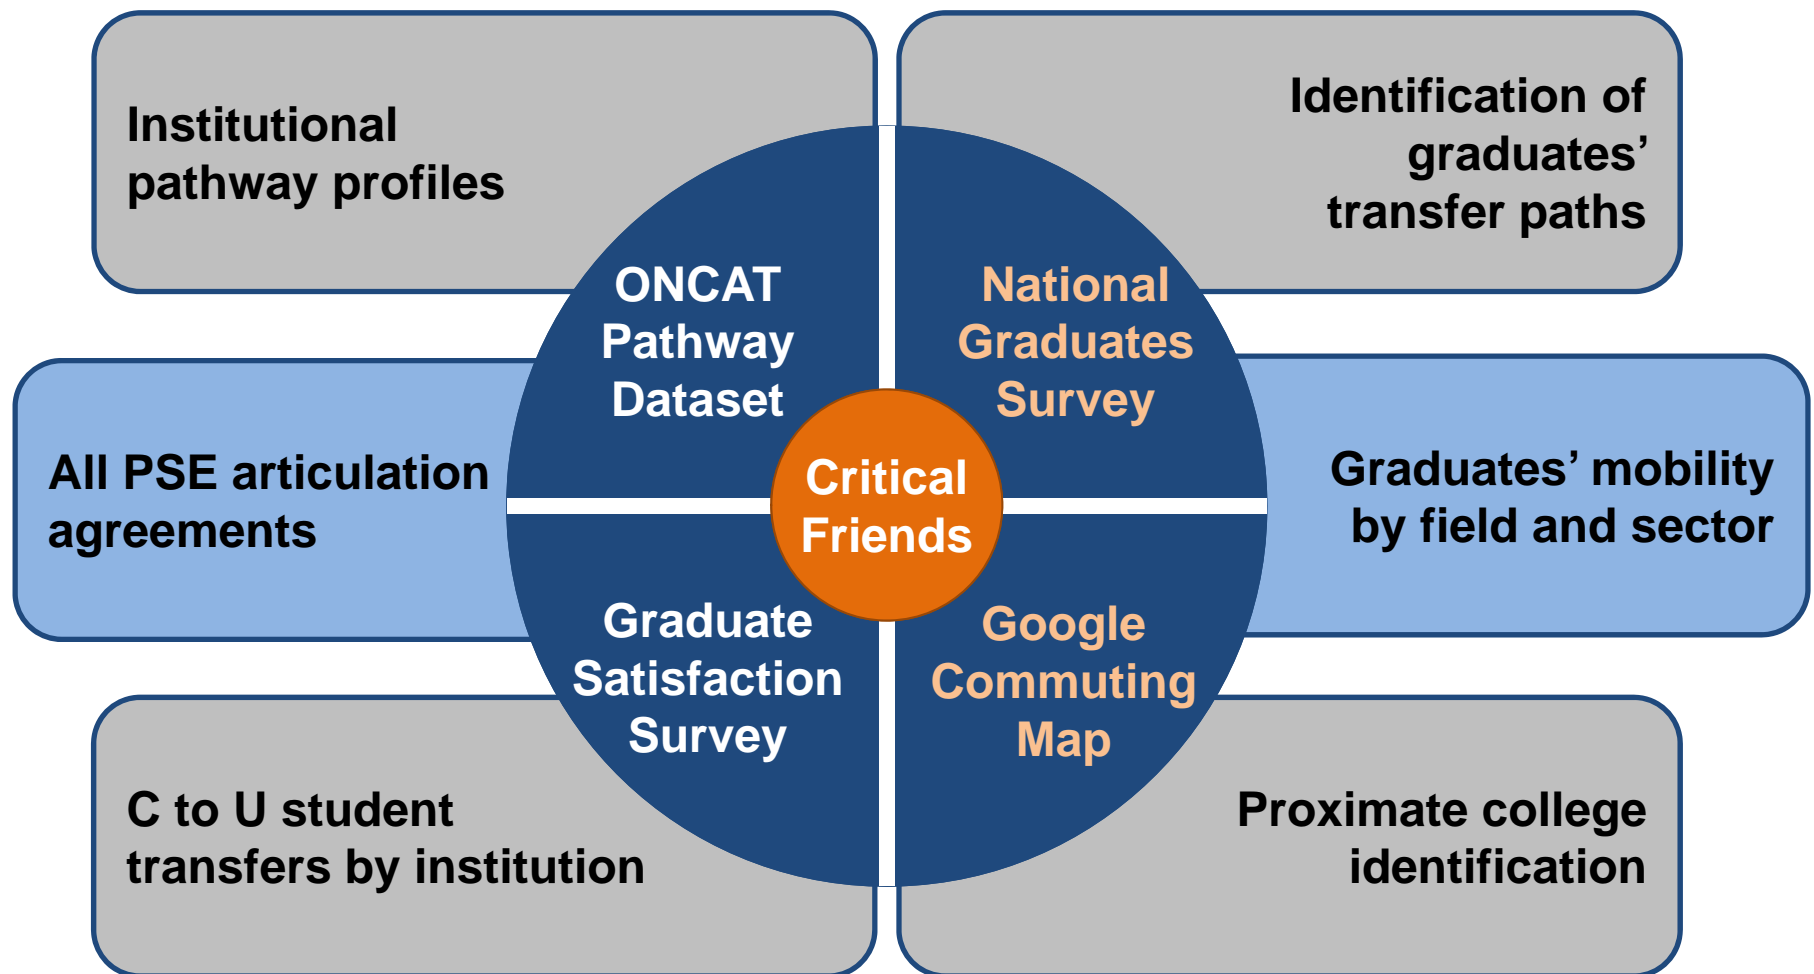 Institutional
pathway profiles
Identification of
graduates’
transfer paths
ONCAT
Pathway
Dataset
National
Graduates
Survey
All PSE articulation
agreements
Critical
Friends
Graduates’ mobility
by field and sector
Graduate
Satisfaction
Survey
Google
Commuting
Map
C to U student
transfers by institution
Proximate college
identification